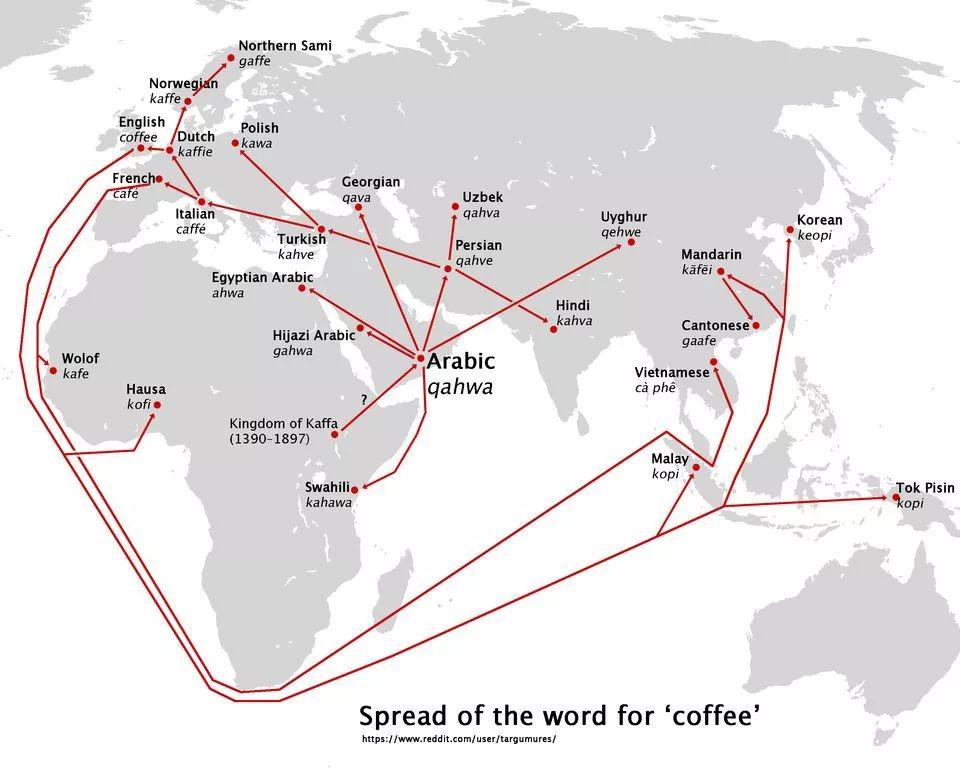 Northern Sami
gaffe
Norwegian
kaffe
English
coffee
Dutch
kaffie
Polish
kawa
French
café
Italian
caffé
Georgian
qava
Uzbek
qahva
Uyghur
qehwe
Korean
keopi
Turkish
kahve
Persian
qahve
Mandarin
kāfēi
Egyptian Arabic
ahwa
Hindi
kahva
Hijazi Arabic
gahwa
Cantonese
gaafe
Wolof
kafe
Arabic
qahwa
Vietnamese
cà phê
Hausa
kofi
?
Kingdom of Kaffa
(1390–1897)
Malay
kopi
Swahili
kahawa
Tok Pisin
kopi
Spread of the word for ‘coffee’
https://www.reddit.com/user/targumures/